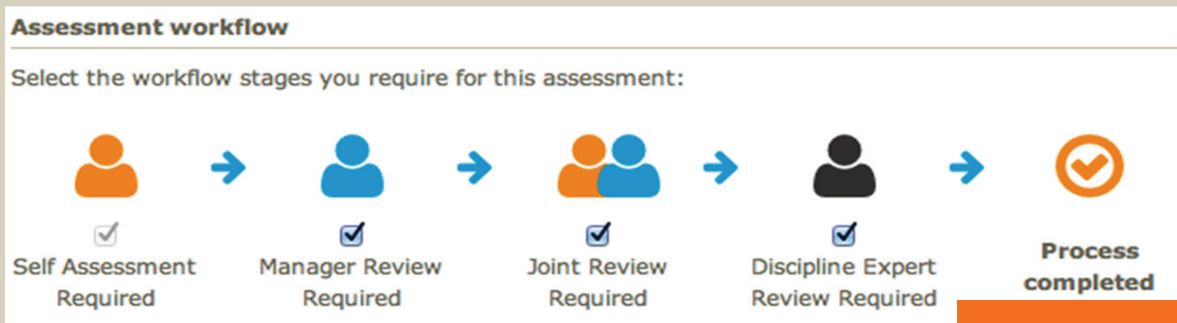 Assessment workflow
Select the workflow stages you require for this assessment:
Self Assessment
Required
Manager Review
Required
Joint Review
Required
Discipline Expert
Review Required
Process
completed